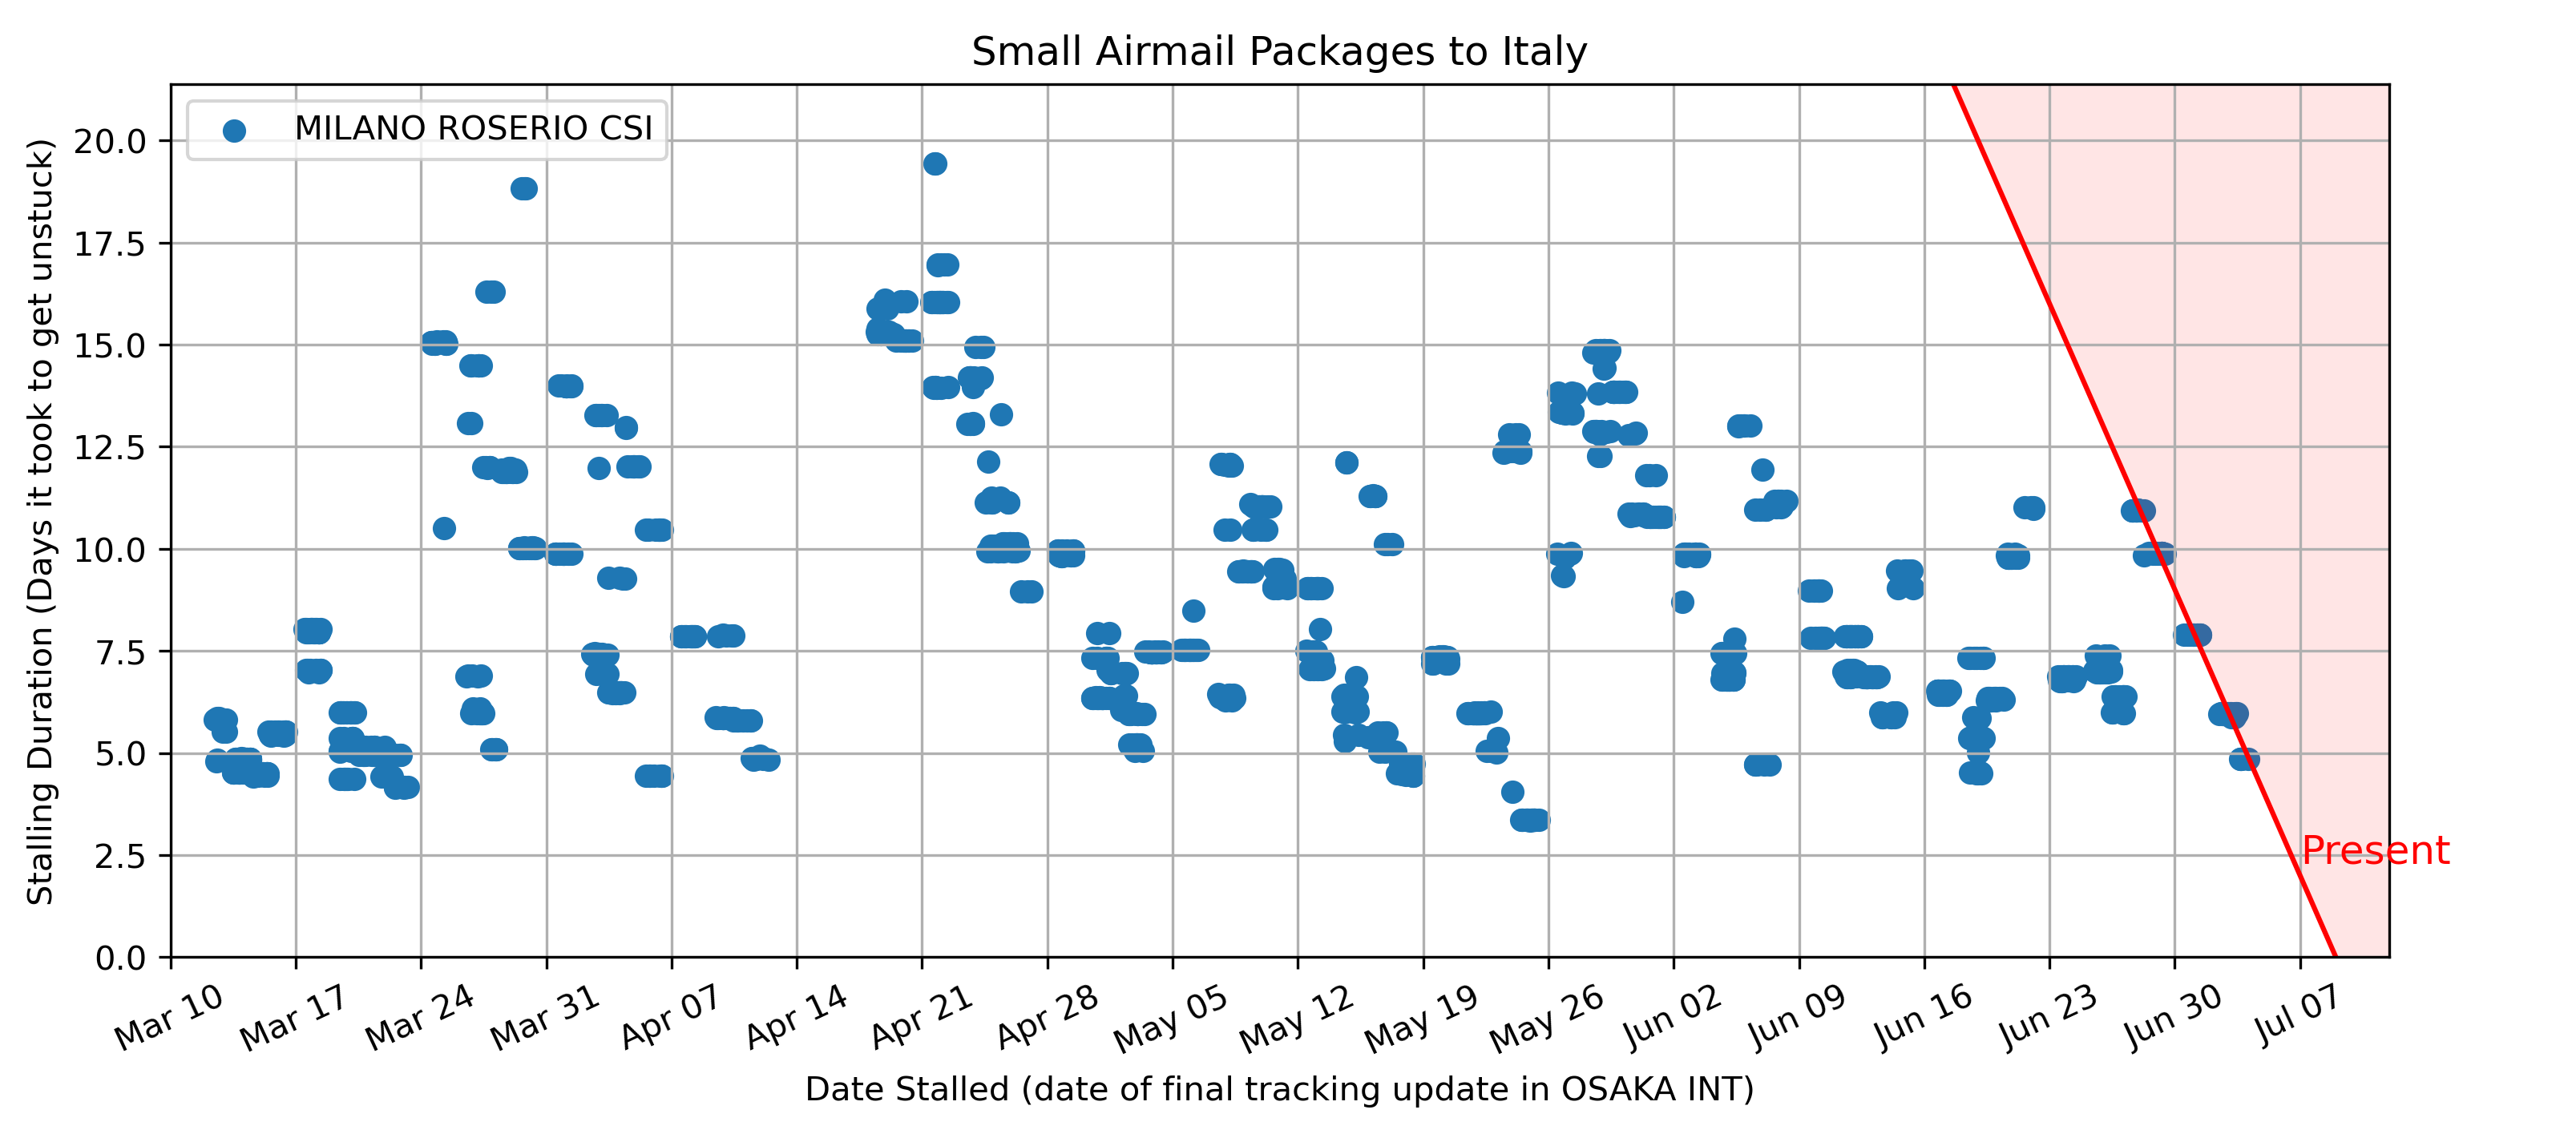 Small Airmail Packages to Italy
MILANO ROSERIO CSI
Stalling Duration (Days it took to get unstuck)
20.0
17.5
15.0
12.5
10.0
7.5
5.0
2.5
0.0
Present
Mar 10
Mar 17
Mar 24
Mar 31
Apr 07
Apr 14
Apr 21
Apr 28
May 05
May 12
May 19
May 26
Jun 02
Jun 09
Jun 16
Jun 23
Jun 30
Jul 07
Date Stalled (date of final tracking update in OSAKA INT)